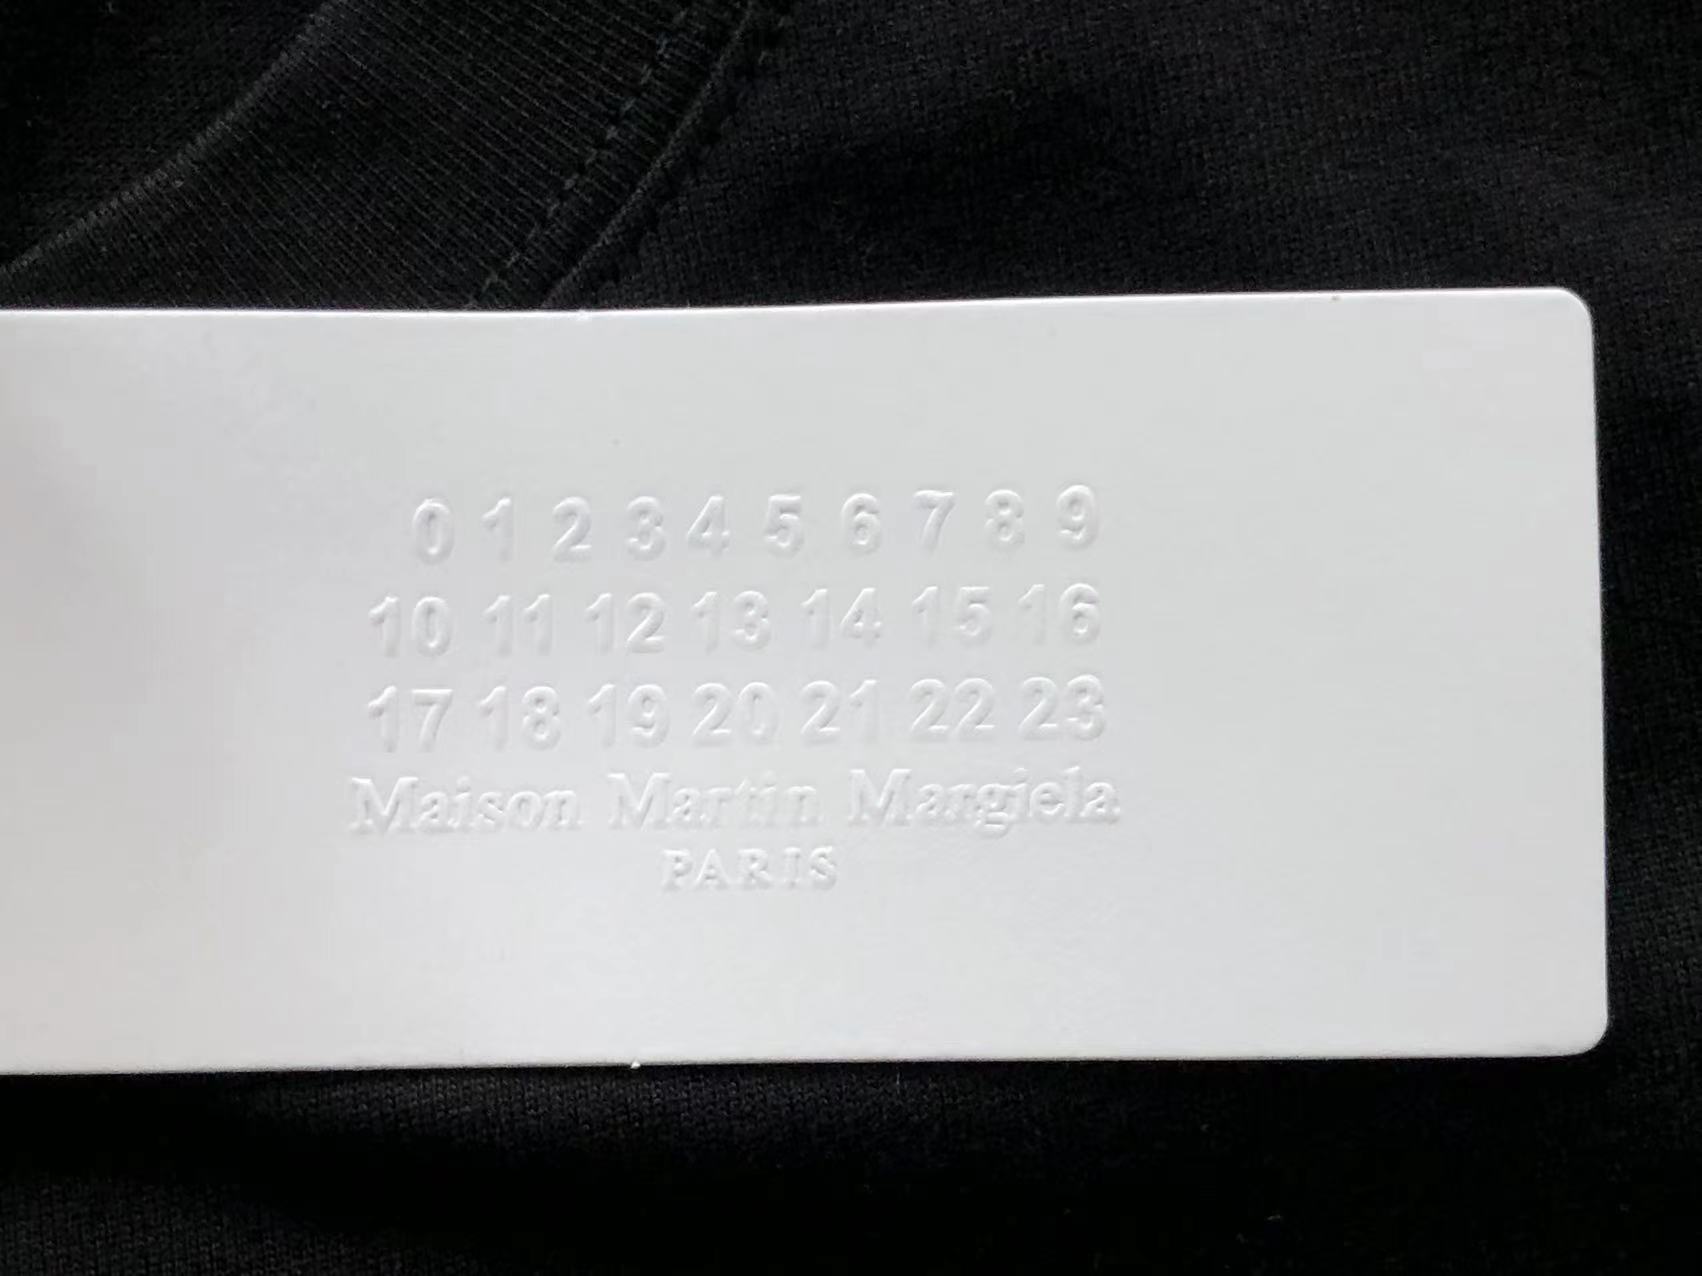 0 1 2 3 4 5 6 7 8 9
10 11 12 13 14 15 16
17 18 19 20 21 22 23
Maison Martin Margiela
PARIS